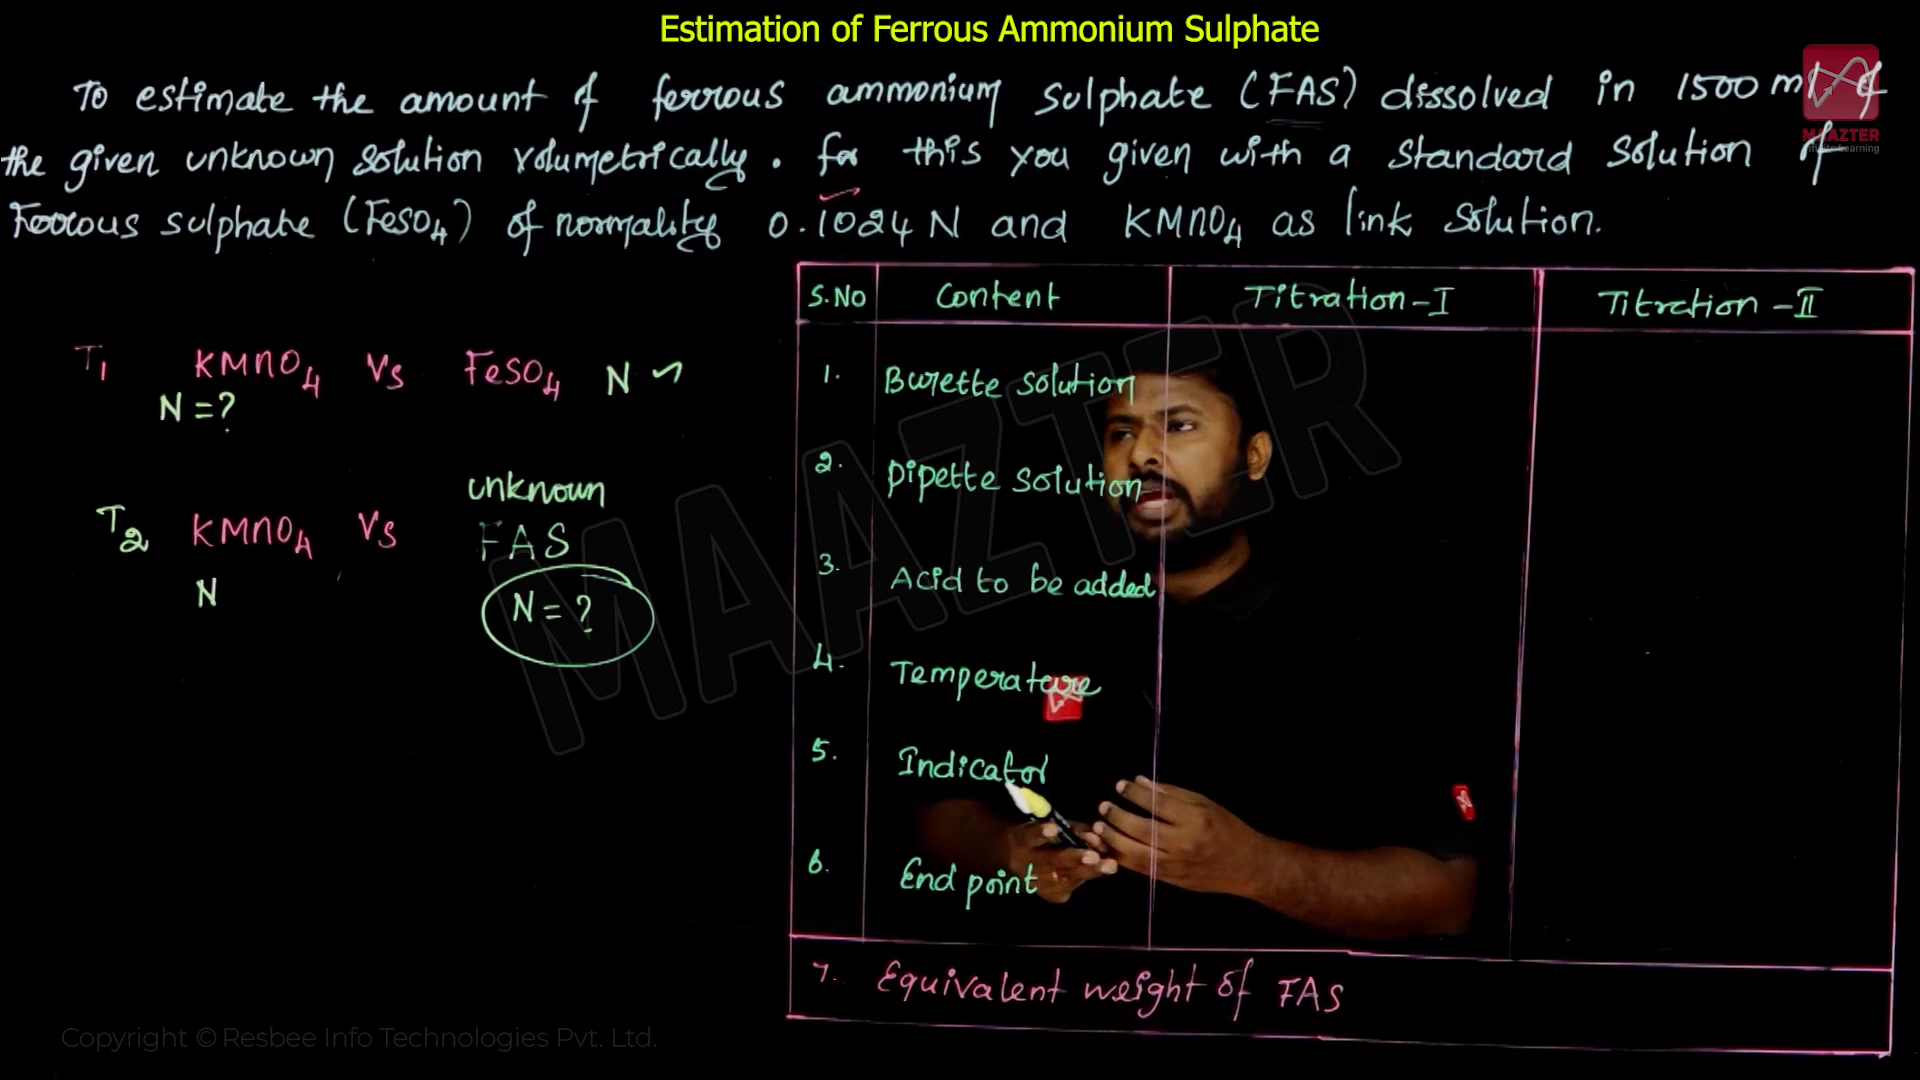 Estimation of Ferrous Ammonium Sulphate
To estimate the amount of ferrous ammonium sulphate (FAS) dissolved in 1500 ml of
the given unknown solution volumetrically. for this you given with a standard solution of
Ferrous sulphate (FeSO4) of normality 0.1024 N and KMnO4 as link solution.
MAAZTER
Infinite Learning
S.No Content Titration-I Titration-II
1. Burette solution
2. Pipette solution
3. Acid to be added
4. Temperature
5. Indicator
6. End point
7. Equivalent weight of FAS
T1 KMnO4 Vs FeSO4 N
N = ?
unknown
T2 KMnO4 Vs FAS
N N = ?
MAAZTER
Copyright © Resbee Info Technologies Pvt. Ltd.